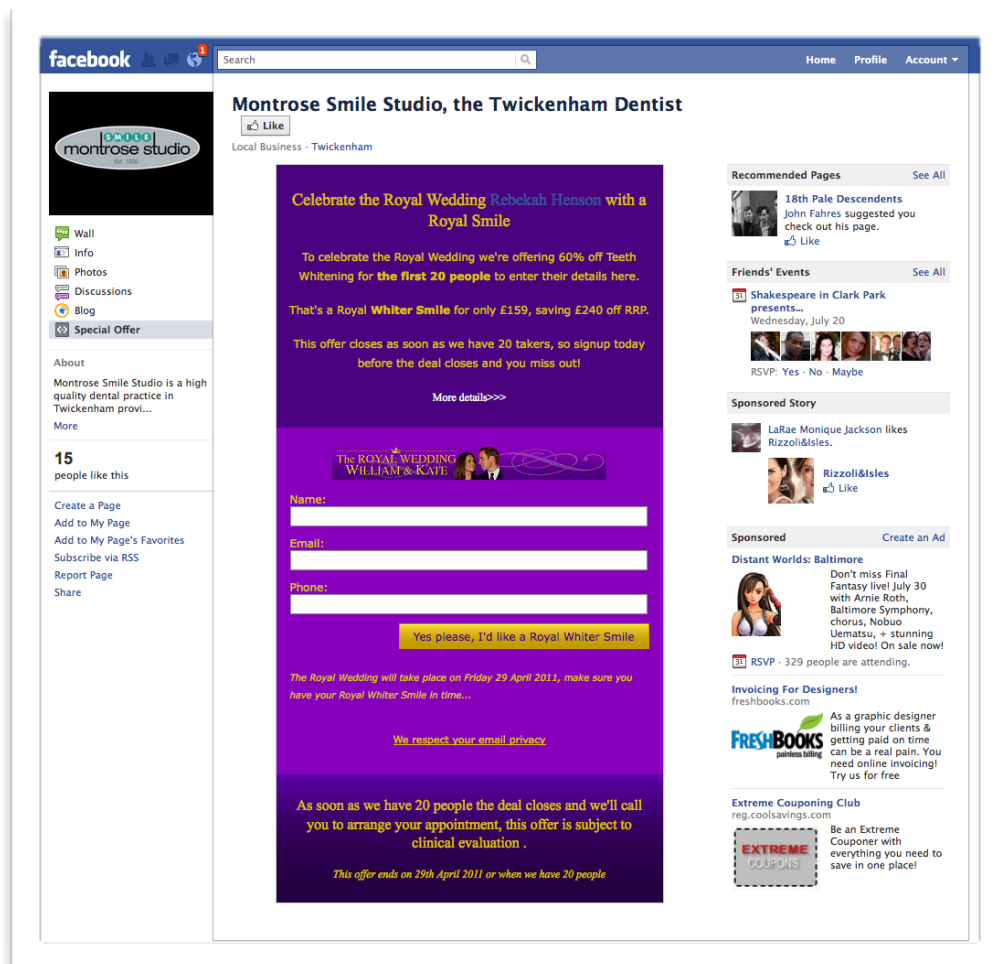 facebook
1
Search
Home Profile Account
SMILE
montrose studio
Est. 1936
Wall
Info
Photos
Discussions
Blog
Special Offer
About
Montrose Smile Studio is a high
quality dental practice in
Twickenham provi...
More
15
people like this
Create a Page
Add to My Page
Add to My Page's Favorites
Subscribe via RSS
Report Page
Share
Montrose Smile Studio, the Twickenham Dentist
Like
Local Business · Twickenham
Celebrate the Royal Wedding Rebekah Henson with a
Royal Smile
To celebrate the Royal Wedding we're offering 60% off Teeth
Whitening for the first 20 people to enter their details here.
That's a Royal Whiter Smile for only £159, saving £240 off RRP.
This offer closes as soon as we have 20 takers, so signup today
before the deal closes and you miss out!
More details>>>
The ROYAL WEDDING
WILLIAM & KATE
Name:
Email:
Phone:
Yes please, I'd like a Royal Whiter Smile
The Royal Wedding will take place on Friday 29 April 2011, make sure you
have your Royal Whiter Smile in time...
We respect your email privacy
As soon as we have 20 people the deal closes and we'll call
you to arrange your appointment, this offer is subject to
clinical evaluation .
This offer ends on 29th April 2011 or when we have 20 people
Recommended Pages See All
18th Pale Descendents
John Fahres suggested you
check out his page.
Like
Friends' Events See All
31
Shakespeare in Clark Park
presents...
Wednesday, July 20
RSVP: Yes · No · Maybe
Sponsored Story
LaRae Monique Jackson likes
Rizzoli&Isles.
Rizzoli&Isles
Like
Sponsored Create an Ad
Distant Worlds: Baltimore
Don't miss Final
Fantasy live! July 30
with Arnie Roth,
Baltimore Symphony,
chorus, Nobuo
Uematsu, + stunning
HD video! On sale now!
31 RSVP · 329 people are attending.
Invoicing For Designers!
freshbooks.com
FRESHBOOKS
painless billing
As a graphic designer
billing your clients &
getting paid on time
can be a real pain. You
need online invoicing!
Try us for free
Extreme Couponing Club
reg.coolsavings.com
EXTREME
COUPONS
Be an Extreme
Couponer with
everything you need to
save in one place!